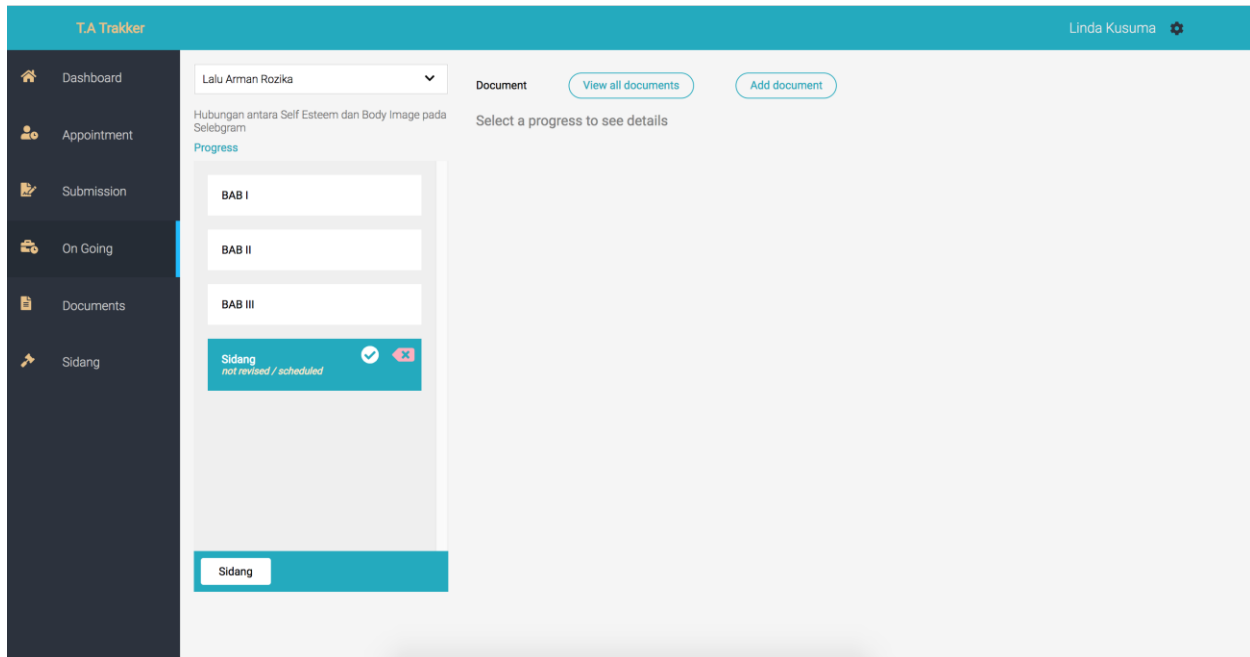 T.A Trakker
Linda Kusuma
Dashboard
Appointment
Submission
On Going
Documents
Sidang
Lalu Arman Rozika
Hubungan antara Self Esteem dan Body Image pada
Selebgram
Progress
BAB I
BAB II
BAB III
Sidang
not revised / scheduled
Sidang
Document
View all documents
Add document
Select a progress to see details